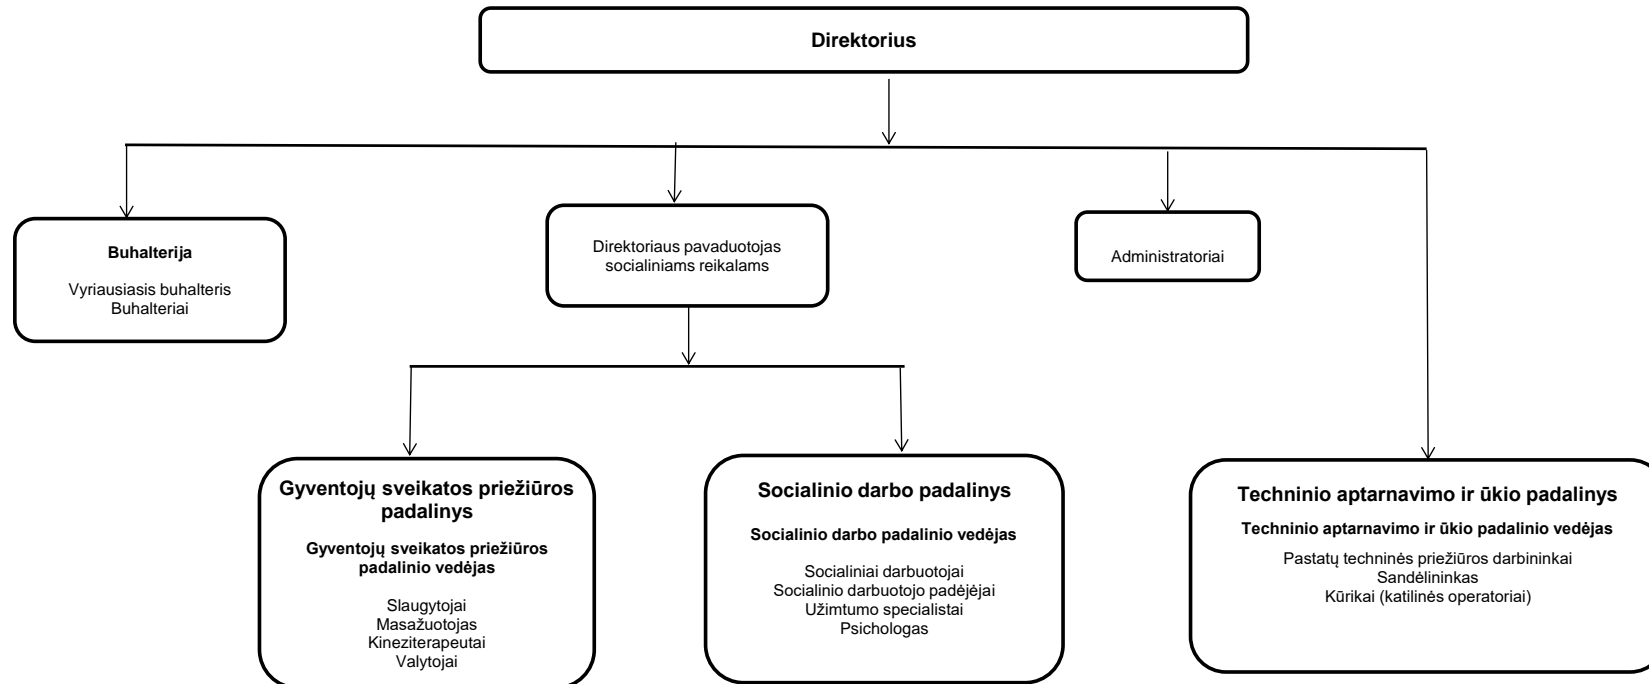 Direktorius
Buhalterija
Vyriausiasis buhalteris
Buhalteriai
Direktoriaus pavaduotojas
socialiniams reikalams
Administratoriai
Gyventojų sveikatos priežiūros
padalinys
Gyventojų sveikatos priežiūros
padalinio vedėjas
Slaugytojai
Masažuotojas
Kineziterapeutai
Valytojai
Socialinio darbo padalinys
Socialinio darbo padalinio vedėjas
Socialiniai darbuotojai
Socialinio darbuotojo padėjėjai
Užimtumo specialistai
Psichologas
Techninio aptarnavimo ir ūkio padalinys
Techninio aptarnavimo ir ūkio padalinio vedėjas
Pastatų techninės priežiūros darbininkai
Sandėlininkas
Kūrikai (katilinės operatoriai)